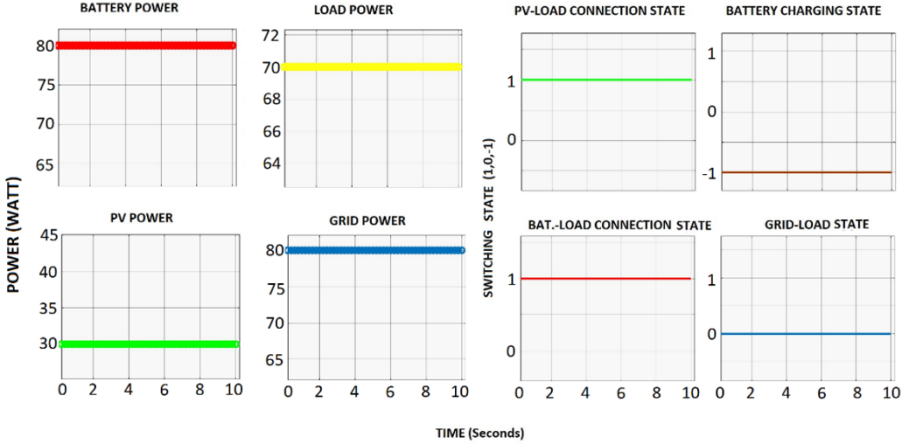 BATTERY POWER
LOAD POWER
PV-LOAD CONNECTION STATE
BATTERY CHARGING STATE
80
75
70
65
72
70
68
66
64
1
0
1
0
-1
POWER (WATT)
SWITCHING STATE (1,0,-1)
PV POWER
GRID POWER
BAT.-LOAD CONNECTION STATE
GRID-LOAD STATE
45
40
35
30
0 2 4 6 8 10
80
75
70
65
0 2 4 6 8 10
1
0
0 2 4 6 8 10
1
0
0 2 4 6 8 10
TIME (Seconds)